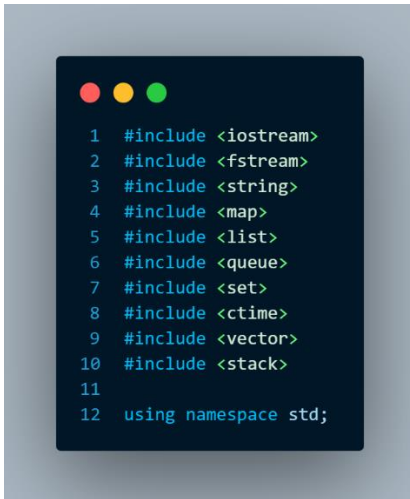 1 #include <iostream>
2 #include <fstream>
3 #include <string>
4 #include <map>
5 #include <list>
6 #include <queue>
7 #include <set>
8 #include <ctime>
9 #include <vector>
10 #include <stack>
11
12 using namespace std;